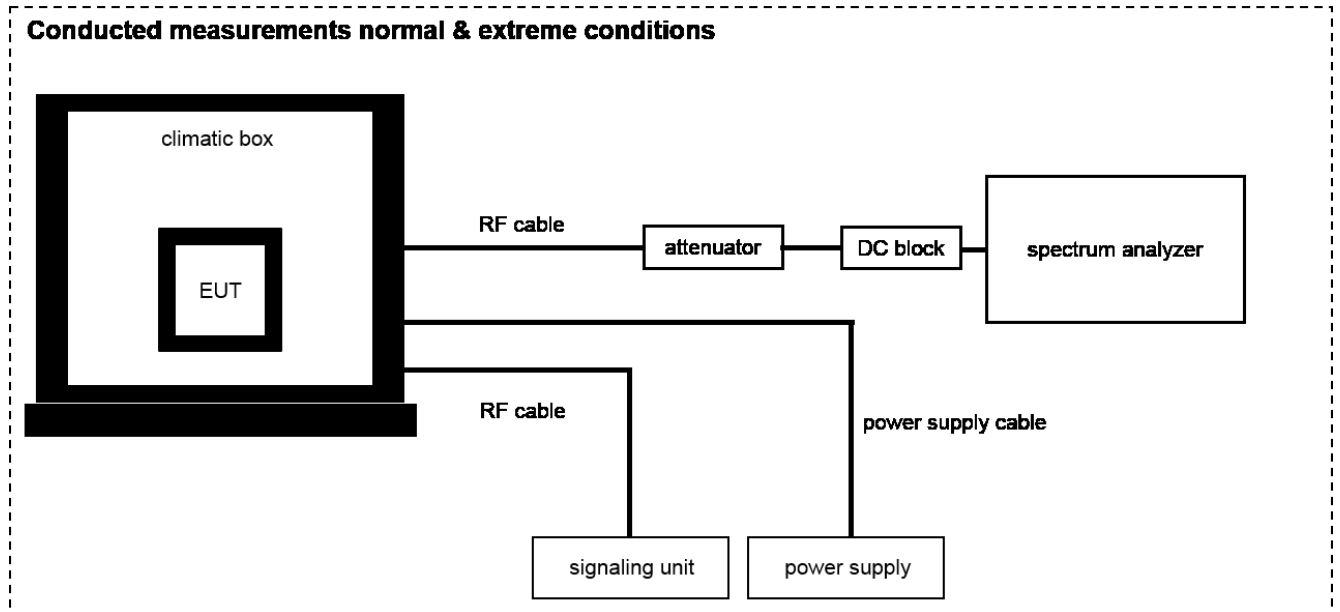 Conducted measurements normal & extreme conditions
climatic box
EUT
RF cable
attenuator
DC block
spectrum analyzer
RF cable
power supply cable
signaling unit
power supply